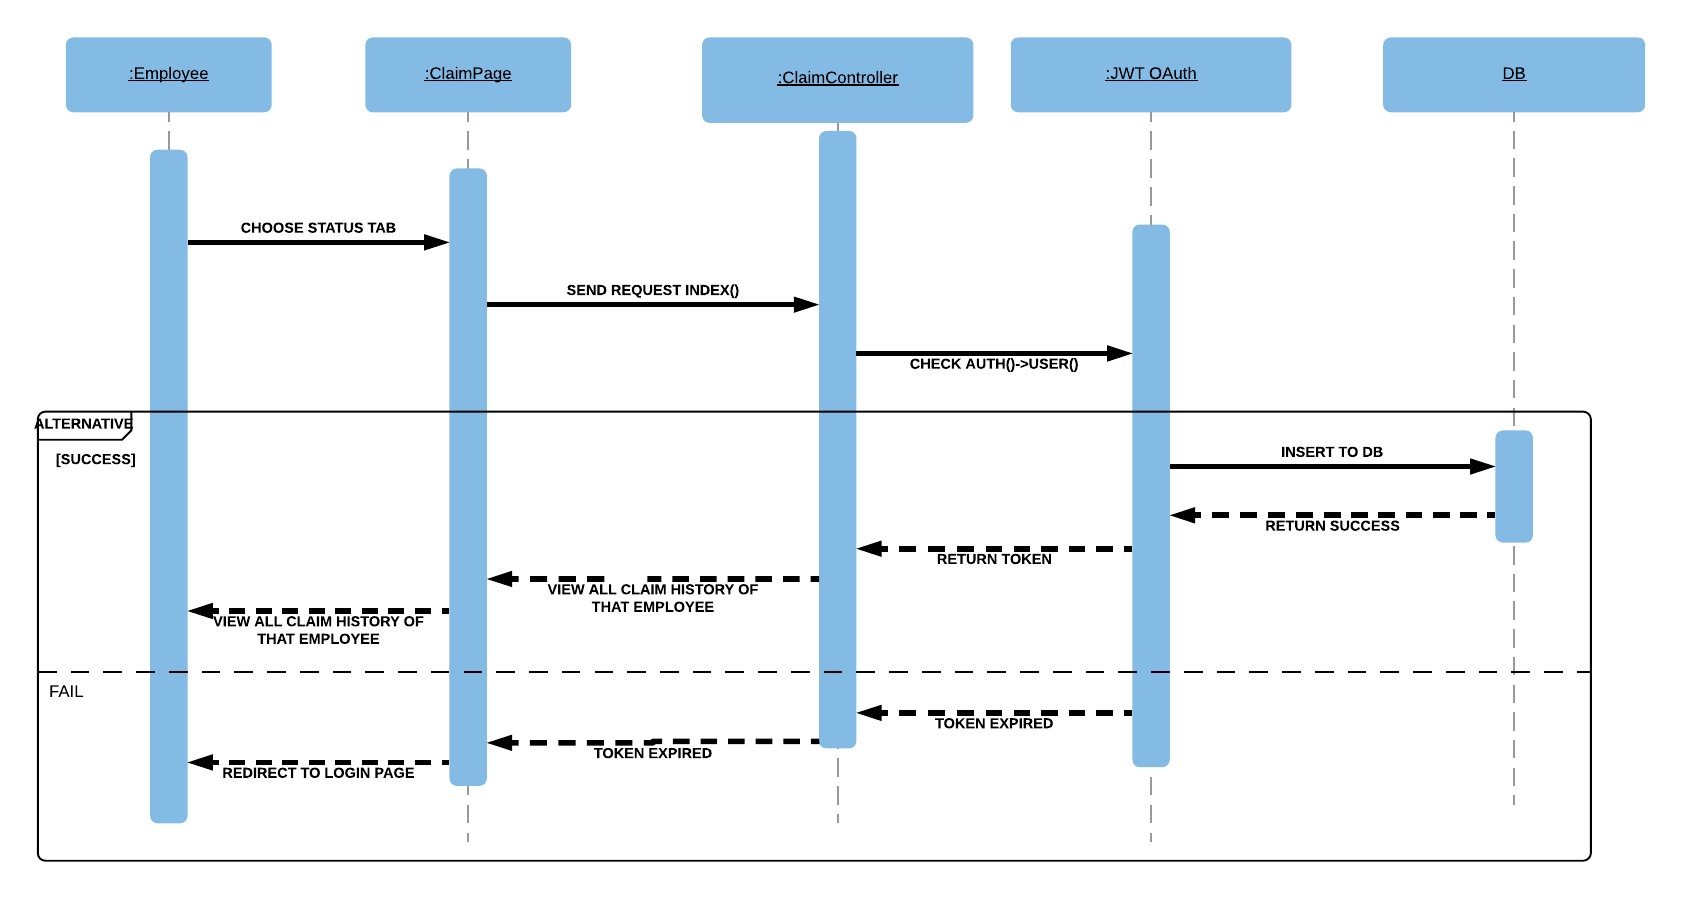 :Employee
:ClaimPage
:ClaimController
:JWT OAuth
DB
CHOOSE STATUS TAB
SEND REQUEST INDEX()
CHECK AUTH()->USER()
ALTERNATIVE
[SUCCESS]
INSERT TO DB
RETURN SUCCESS
RETURN TOKEN
VIEW ALL CLAIM HISTORY OF
THAT EMPLOYEE
VIEW ALL CLAIM HISTORY OF
THAT EMPLOYEE
FAIL
TOKEN EXPIRED
TOKEN EXPIRED
REDIRECT TO LOGIN PAGE